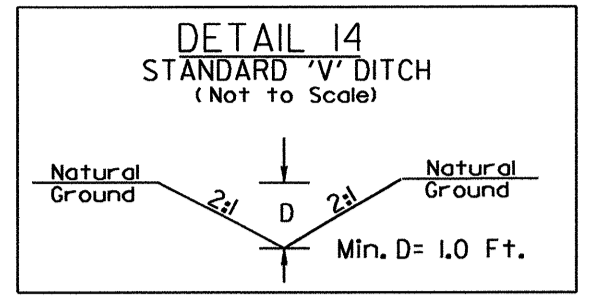 DETAIL 14
STANDARD 'V' DITCH
(Not to Scale)
Natural
Ground
2:1
D
2:1
Natural
Ground
Min. D= 1.0 Ft.